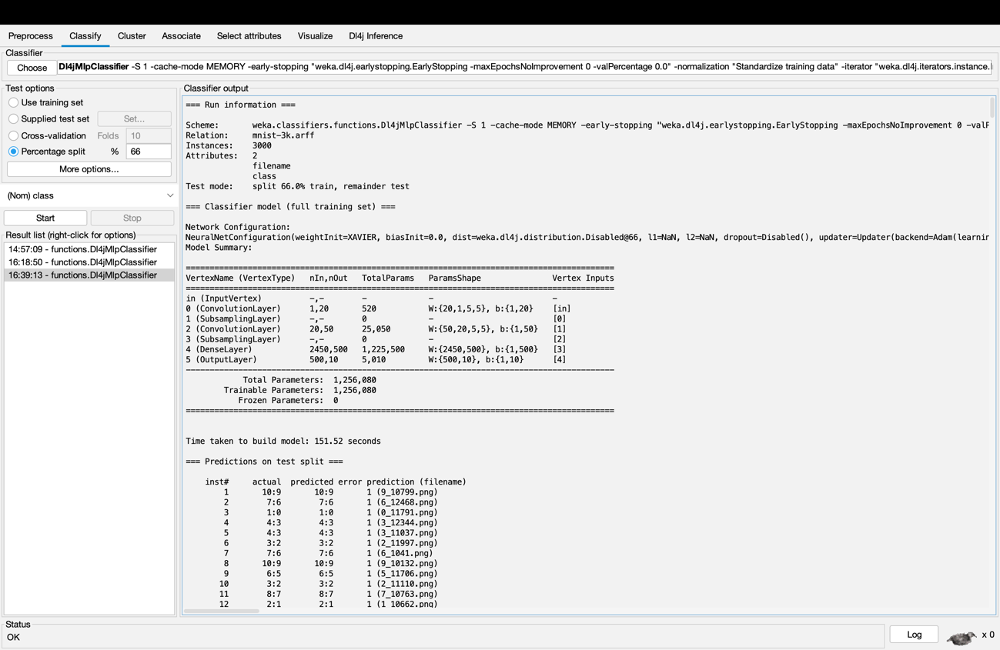 Preprocess Classify Cluster Associate Select attributes Visualize Dl4j Inference
Classifier
Choose Dl4jMlpClassifier -S 1 -cache-mode MEMORY -early-stopping "weka.dl4j.earlystopping.EarlyStopping -maxEpochsNoImprovement 0 -valPercentage 0.0" -normalization "Standardize training data" -iterator "weka.dl4j.iterators.instance.
Test options
Use training set
Supplied test set Set...
Cross-validation Folds 10
Percentage split % 66
More options...
(Nom) class
Start Stop
Result list (right-click for options)
14:57:09 - functions.Dl4jMlpClassifier
16:18:50 - functions.Dl4jMlpClassifier
16:39:13 - functions.Dl4jMlpClassifier
Classifier output
=== Run information ===
Scheme: weka.classifiers.functions.Dl4jMlpClassifier -S 1 -cache-mode MEMORY -early-stopping "weka.dl4j.earlystopping.EarlyStopping -maxEpochsNoImprovement 0 -valP
Relation: mnist-3k.arff
Instances: 3000
Attributes: 2
filename
class
Test mode: split 66.0% train, remainder test
=== Classifier model (full training set) ===
Network Configuration:
NeuralNetConfiguration(weightInit=XAVIER, biasInit=0.0, dist=weka.dl4j.distribution.Disabled@66, l1=NaN, l2=NaN, dropout=Disabled(), updater=Updater(backend=Adam(learnin
Model Summary:
VertexName (VertexType) nIn,nOut TotalParams ParamsShape Vertex Inputs
in (InputVertex) -,- - - -
0 (ConvolutionLayer) 1,20 520 W:{20,1,5,5}, b:{1,20} [in]
1 (SubsamplingLayer) -,- 0 - [0]
2 (ConvolutionLayer) 20,50 25,050 W:{50,20,5,5}, b:{1,50} [1]
3 (SubsamplingLayer) -,- 0 - [2]
4 (DenseLayer) 2450,500 1,225,500 W:{2450,500}, b:{1,500} [3]
5 (OutputLayer) 500,10 5,010 W:{500,10}, b:{1,10} [4]
Total Parameters: 1,256,080
Trainable Parameters: 1,256,080
Frozen Parameters: 0
Time taken to build model: 151.52 seconds
=== Predictions on test split ===
inst# actual predicted error prediction (filename)
1 10:9 10:9 1 (9_10799.png)
2 7:6 7:6 1 (6_12468.png)
3 1:0 1:0 1 (0_11791.png)
4 4:3 4:3 1 (3_12344.png)
5 4:3 4:3 1 (3_11037.png)
6 3:2 3:2 1 (2_11997.png)
7 7:6 7:6 1 (6_1041.png)
8 10:9 10:9 1 (9_10132.png)
9 6:5 6:5 1 (5_11706.png)
10 3:2 3:2 1 (2_11110.png)
11 8:7 8:7 1 (7_10763.png)
12 2:1 2:1 1 (1_10662.png)
Status
OK
Log x 0